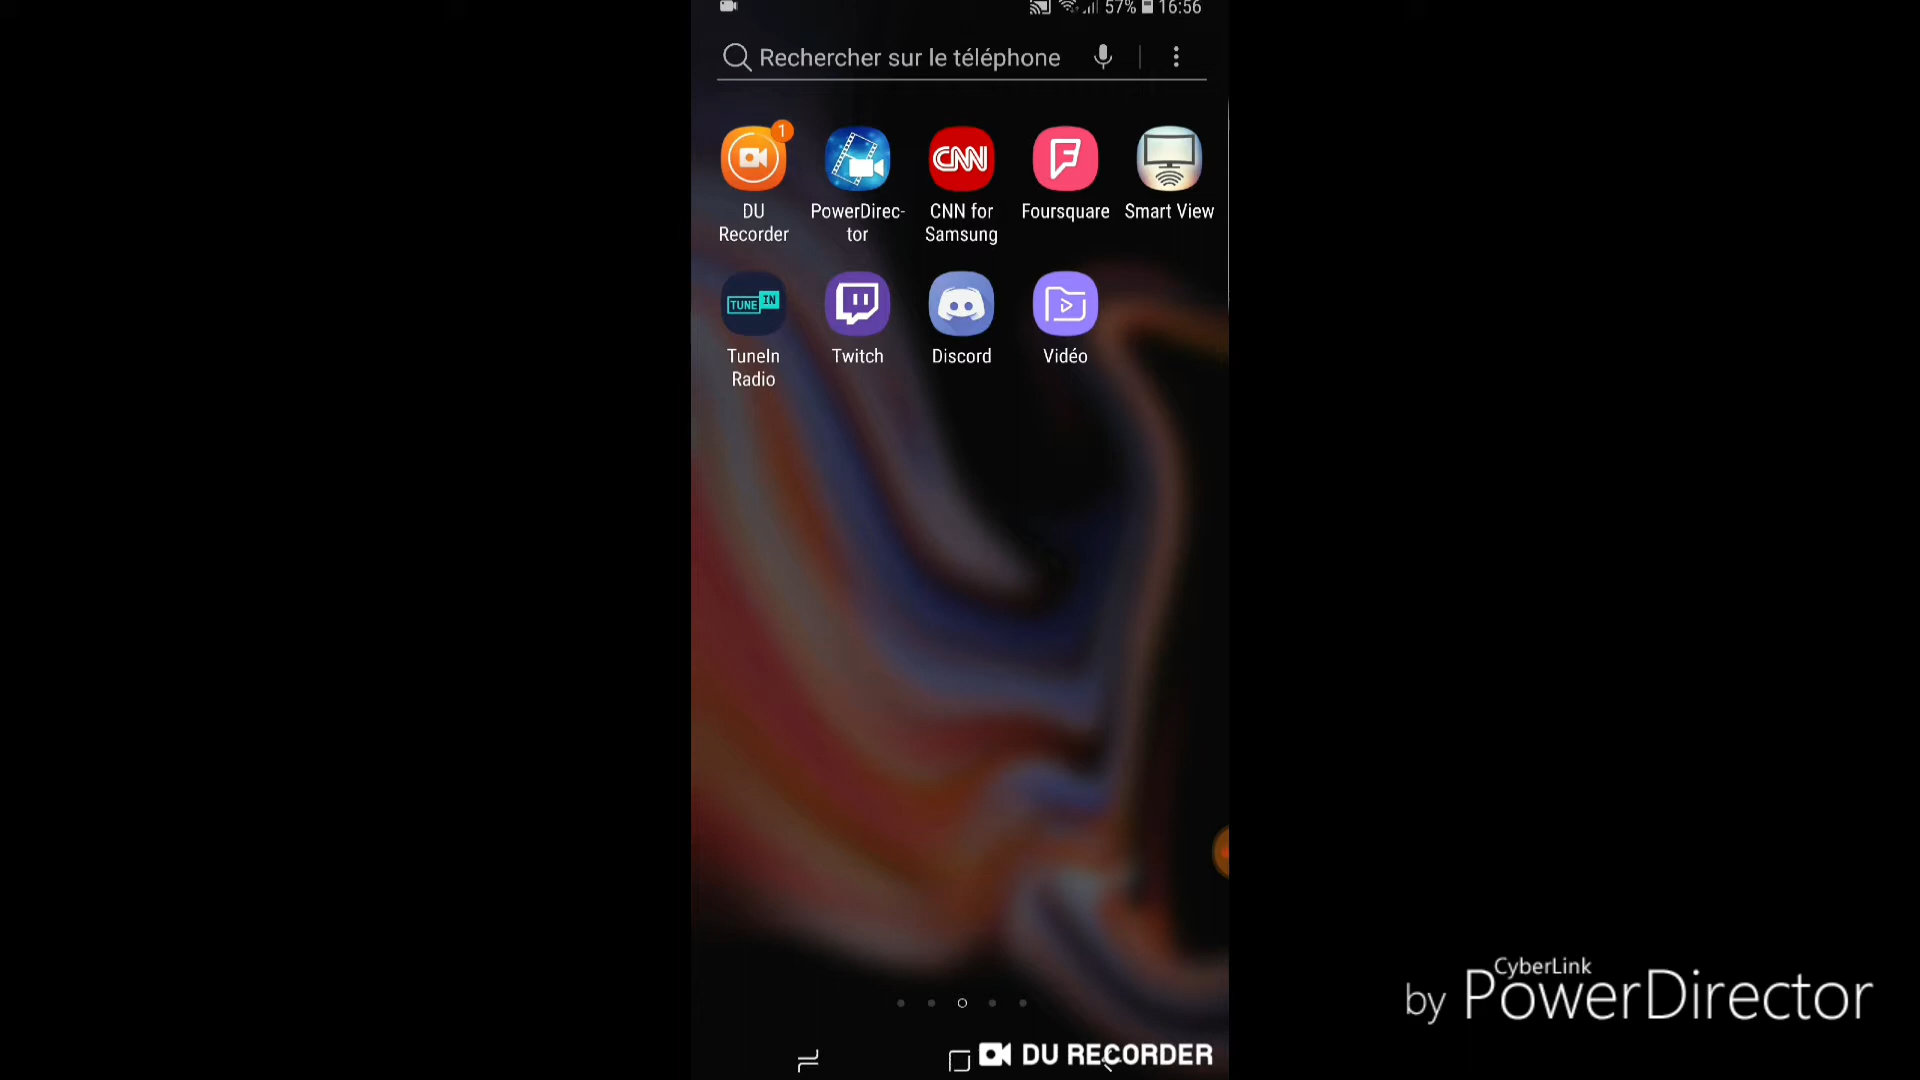 57% 16:56
Rechercher sur le téléphone
1
CNN
DU
Recorder
PowerDirec-
tor
CNN for
Samsung
Foursquare
Smart View
TUNE IN
TuneIn
Radio
Twitch
Discord
Vidéo
CyberLink
by PowerDirector
DU RECORDER